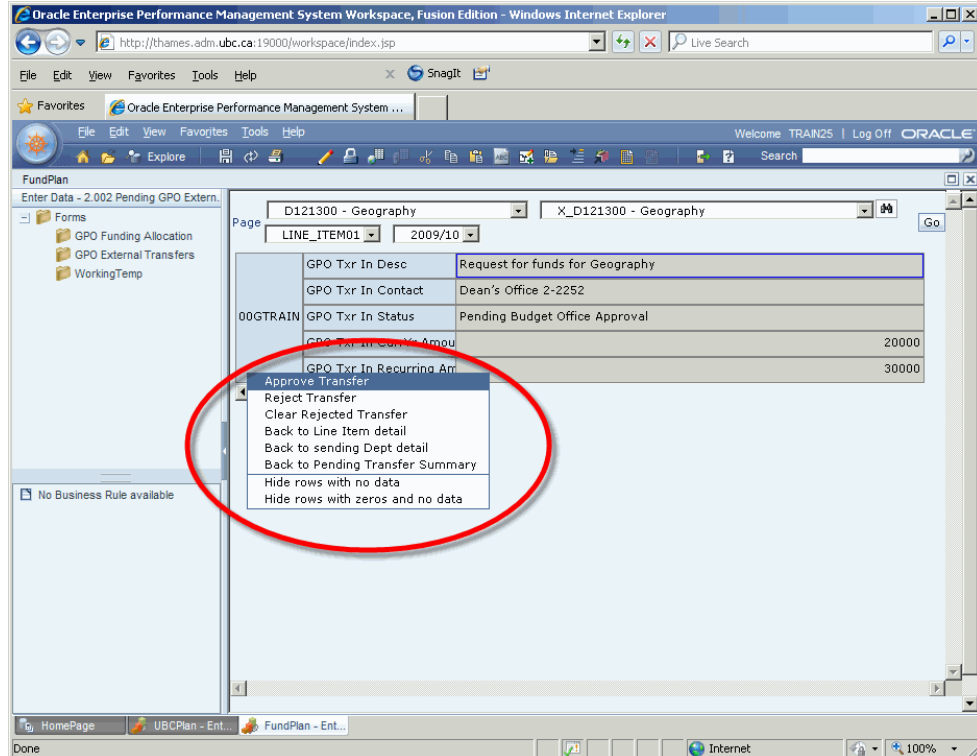 Oracle Enterprise Performance Management System Workspace, Fusion Edition - Windows Internet Explorer
http://thames.adm.ubc.ca:19000/workspace/index.jsp
Live Search
File Edit View Favorites Tools Help
SnagIt
Favorites
Oracle Enterprise Performance Management System ...
File Edit View Favorites Tools Help
Welcome TRAIN25 | Log Off ORACLE
Explore
Search
FundPlan
Enter Data - 2.002 Pending GPO Extern.
Forms
GPO Funding Allocation
GPO External Transfers
WorkingTemp
No Business Rule available
Page
D121300 - Geography
X_D121300 - Geography
Go
LINE_ITEM01
2009/10
00GTRAIN
GPO Txr In Desc Request for funds for Geography
GPO Txr In Contact Dean's Office 2-2252
GPO Txr In Status Pending Budget Office Approval
GPO Txr In Curr Yr Amou 20000
GPO Txr In Recurring Am 30000
Approve Transfer
Reject Transfer
Clear Rejected Transfer
Back to Line Item detail
Back to sending Dept detail
Back to Pending Transfer Summary
Hide rows with no data
Hide rows with zeros and no data
HomePage
UBCPlan - Ent...
FundPlan - Ent...
Done
Internet
100%